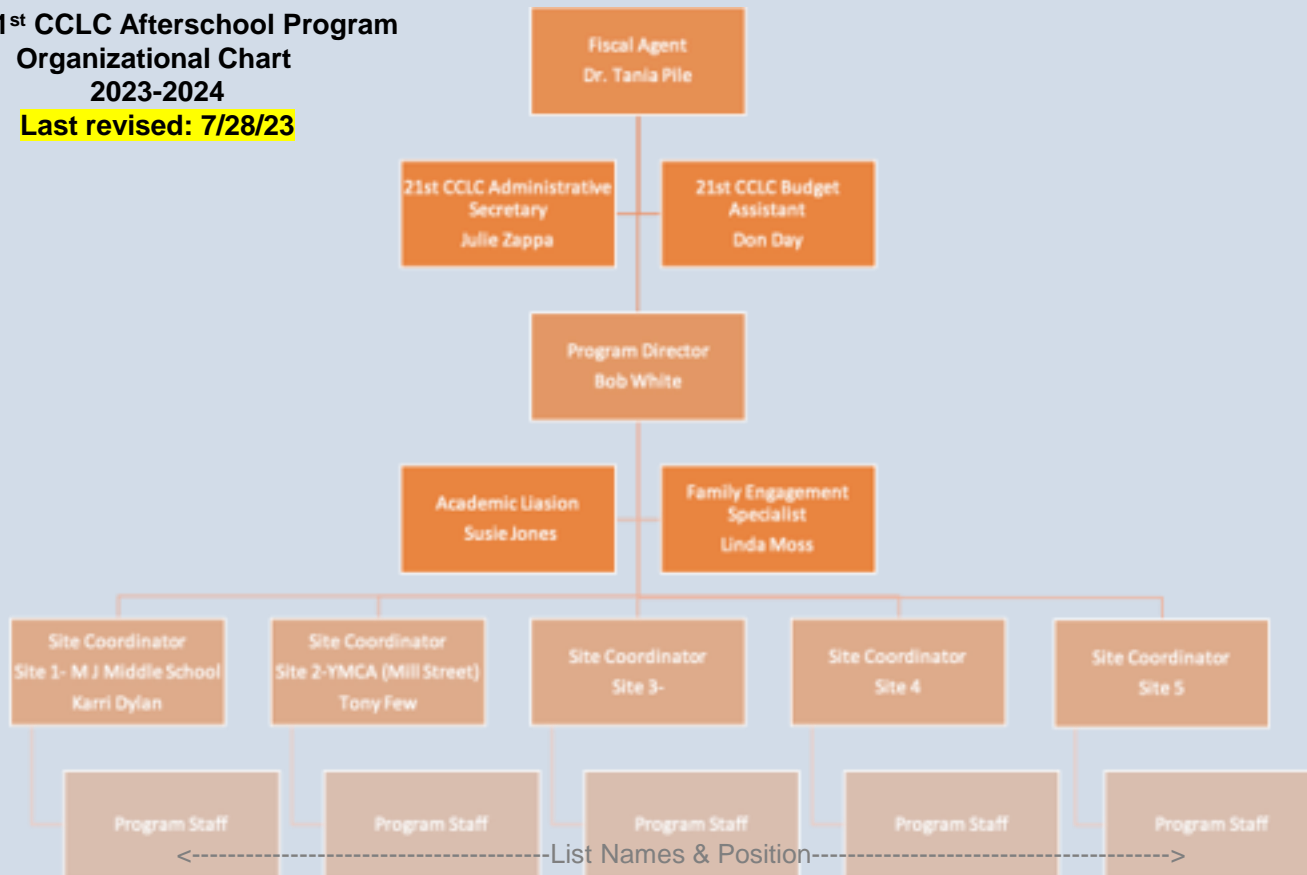 1st CCLC Afterschool Program
Organizational Chart
2023-2024
Last revised: 7/28/23
Fiscal Agent
Dr. Tania Pile
21st CCLC Administrative
Secretary
Julie Zappa
21st CCLC Budget
Assistant
Don Day
Program Director
Bob White
Academic Liasion
Susie Jones
Family Engagement
Specialist
Linda Moss
Site Coordinator
Site 1- M J Middle School
Karri Dylan
Site Coordinator
Site 2-YMCA (Mill Street)
Tony Few
Site Coordinator
Site 3-
Site Coordinator
Site 4
Site Coordinator
Site 5
Program Staff
Program Staff
Program Staff
Program Staff
Program Staff
<-------------------------------------List Names & Position------------------------------------->